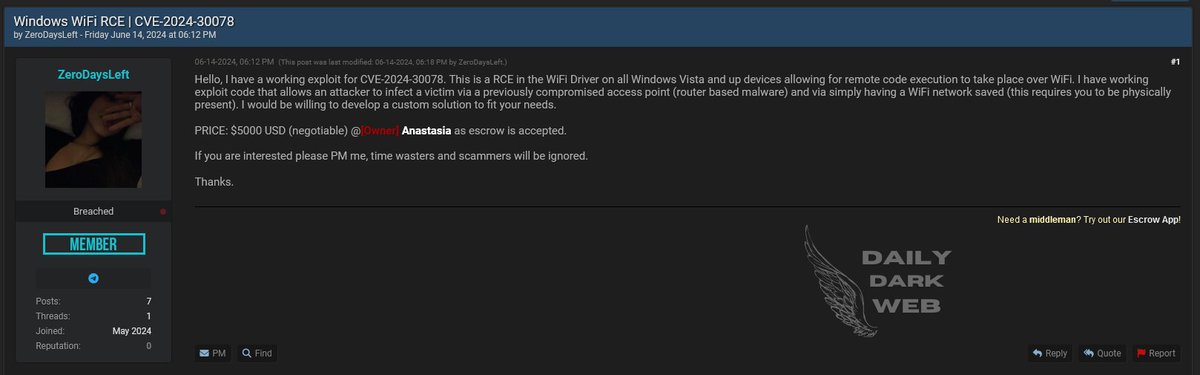 Windows WiFi RCE | CVE-2024-30078
by ZeroDaysLeft - Friday June 14, 2024 at 06:12 PM
ZeroDaysLeft
Breached
MEMBER
Posts: 7
Threads: 1
Joined: May 2024
Reputation: 0
06-14-2024, 06:12 PM (This post was last modified: 06-14-2024, 06:18 PM by ZeroDaysLeft.)
#1
Hello, I have a working exploit for CVE-2024-30078. This is a RCE in the WiFi Driver on all Windows Vista and up devices allowing for remote code execution to take place over WiFi. I have working
exploit code that allows an attacker to infect a victim via a previously compromised access point (router based malware) and via simply having a WiFi network saved (this requires you to be physically
present). I would be willing to develop a custom solution to fit your needs.
PRICE: $5000 USD (negotiable) @[Owner] Anastasia as escrow is accepted.
If you are interested please PM me, time wasters and scammers will be ignored.
Thanks.
Need a middleman? Try out our Escrow App!
DAILY
DARK
WEB
PM Find
Reply Quote Report